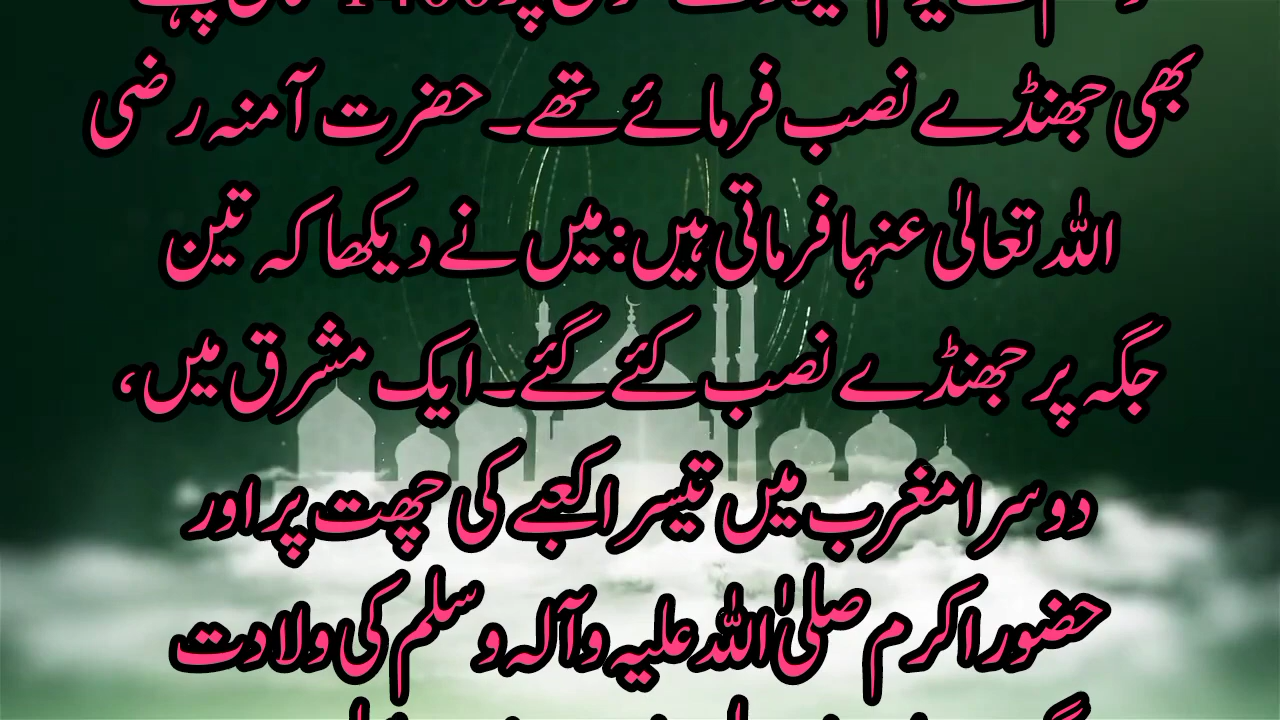 بھی جھنڈے نصب فرمائے تھے۔ حضرت آمنہ رضی
اللہ تعالیٰ عنہا فرماتی ہیں: میں نے دیکھا کہ تین
جگہ پر جھنڈے نصب کئے گئے۔ ایک مشرق میں،
دوسرا مغرب میں تیسرا کعبے کی چھت پر اور
حضور اکرم صلیٰ اللہ علیہ وآلہ وسلم کی ولادت